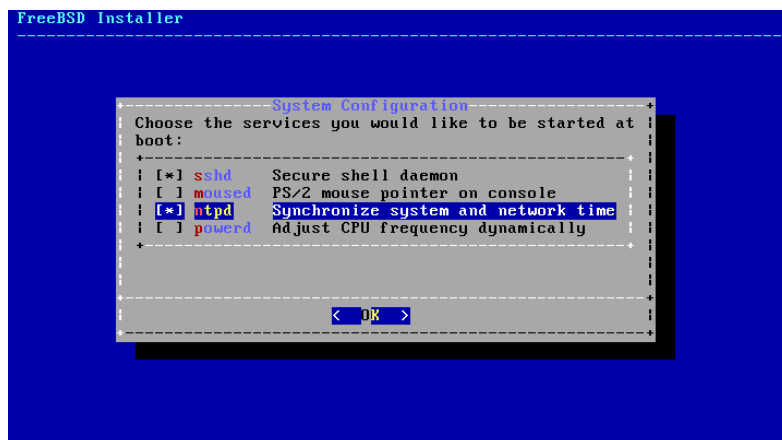 FreeBSD Installer
System Configuration
Choose the services you would like to be started at
boot:
[*] sshd Secure shell daemon
[ ] moused PS/2 mouse pointer on console
[*] ntpd Synchronize system and network time
[ ] powerd Adjust CPU frequency dynamically
< OK >